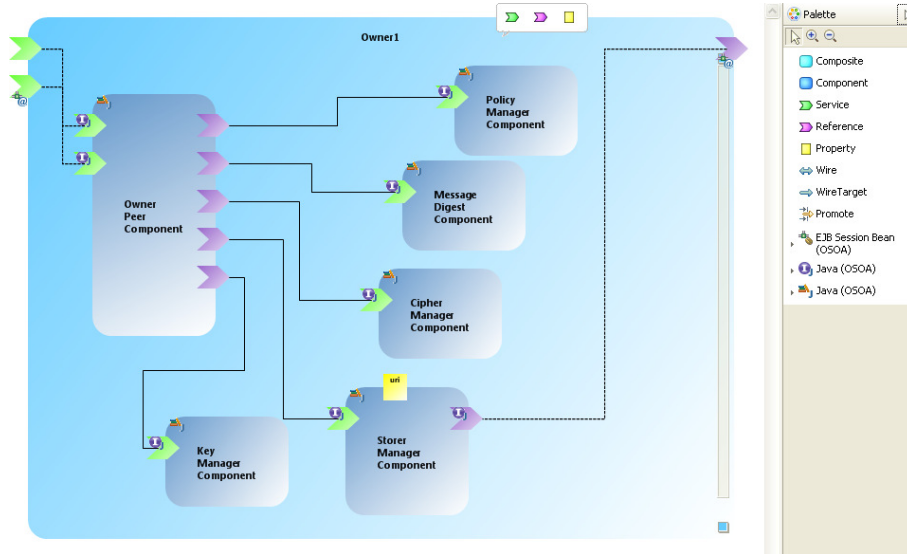 Owner1
Policy
Manager
Component
Message
Digest
Component
Owner
Peer
Component
Cipher
Manager
Component
uri
Storer
Manager
Component
Key
Manager
Component
Palette
Composite
Component
Service
Reference
Property
Wire
WireTarget
Promote
EJB Session Bean
(OSOA)
Java (OSOA)
Java (OSOA)